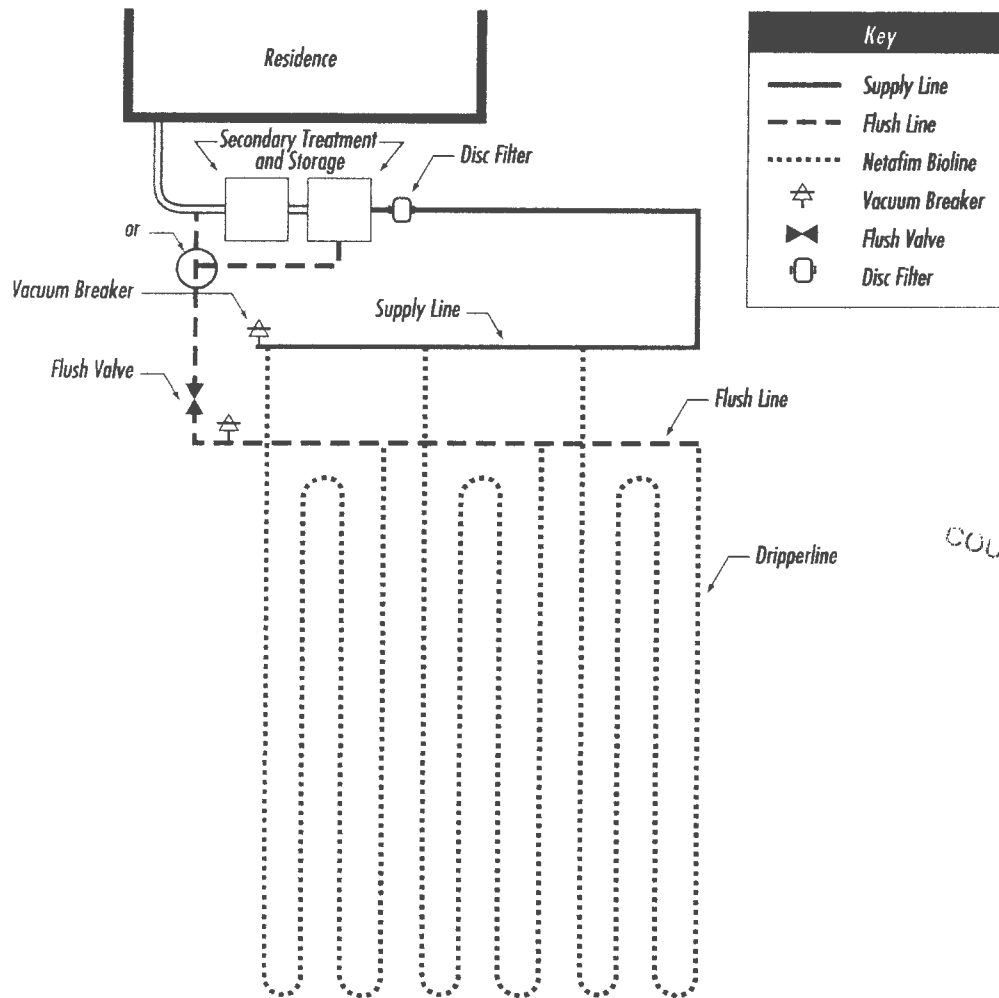 Residence
Key
Supply Line
Flush Line
Netafim Bioline
Vacuum Breaker
Flush Valve
Disc Filter
Secondary Treatment
and Storage
Disc Filter
or
Vacuum Breaker
Supply Line
Flush Valve
Flush Line
Dripperline